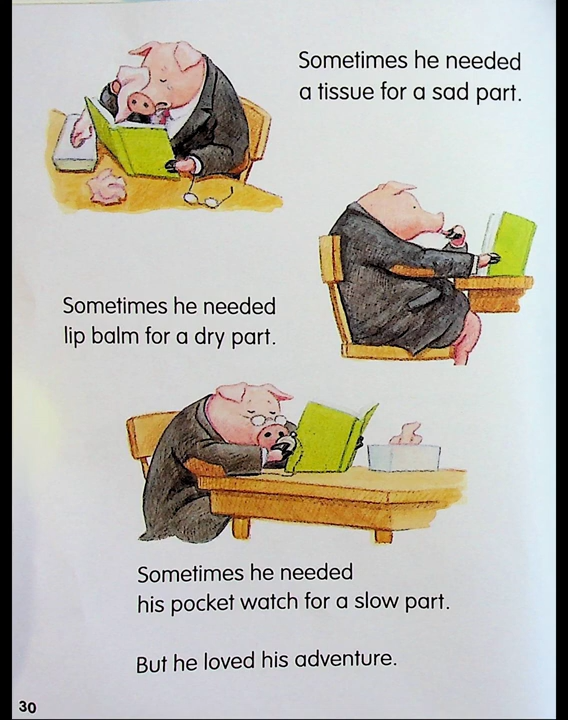 Sometimes he needed
a tissue for a sad part.
Sometimes he needed
lip balm for a dry part.
Sometimes he needed
his pocket watch for a slow part.
But he loved his adventure.
30